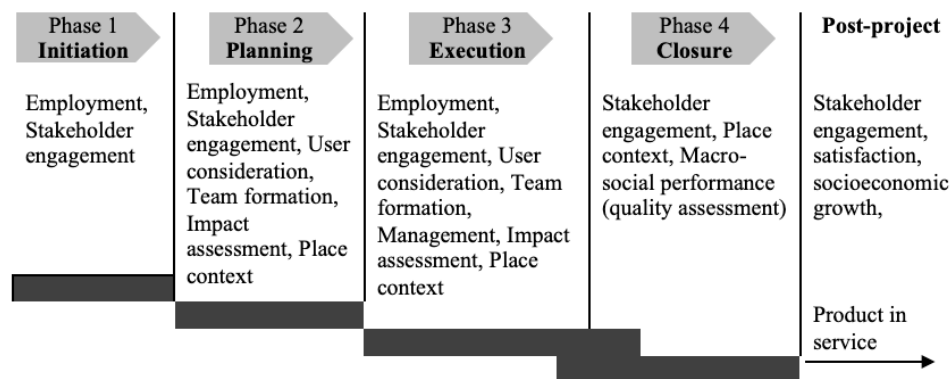 Phase 1
Initiation
Employment,
Stakeholder
engagement
Phase 2
Planning
Employment,
Stakeholder
engagement, User
consideration,
Team formation,
Impact
assessment, Place
context
Phase 3
Execution
Employment,
Stakeholder
engagement, User
consideration, Team
formation,
Management, Impact
assessment, Place
context
Phase 4
Closure
Stakeholder
engagement, Place
context, Macro-
social performance
(quality assessment)
Post-project
Stakeholder
engagement,
satisfaction,
socioeconomic
growth,
Product in
service